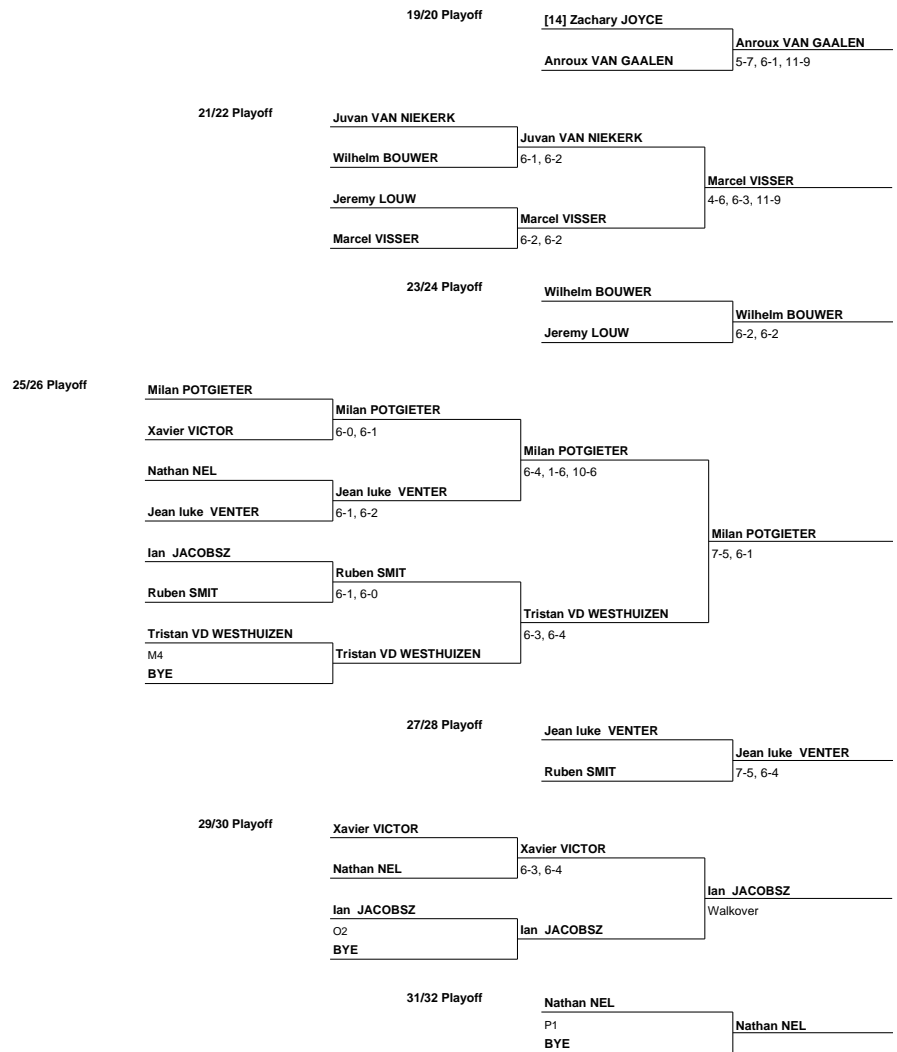 19/20 Playoff
[14] Zachary JOYCE
Anroux VAN GAALEN
Anroux VAN GAALEN
5-7, 6-1, 11-9
21/22 Playoff
Juvan VAN NIEKERK
Juvan VAN NIEKERK
Wilhelm BOUWER
6-1, 6-2
Marcel VISSER
Jeremy LOUW
4-6, 6-3, 11-9
Marcel VISSER
Marcel VISSER
6-2, 6-2
23/24 Playoff
Wilhelm BOUWER
Wilhelm BOUWER
Jeremy LOUW
6-2, 6-2
25/26 Playoff
Milan POTGIETER
Milan POTGIETER
Xavier VICTOR
6-0, 6-1
Milan POTGIETER
Nathan NEL
6-4, 1-6, 10-6
Jean luke VENTER
Jean luke VENTER
6-1, 6-2
Milan POTGIETER
Ian JACOBSZ
7-5, 6-1
Ruben SMIT
Ruben SMIT
6-1, 6-0
Tristan VD WESTHUIZEN
Tristan VD WESTHUIZEN
6-3, 6-4
M4
Tristan VD WESTHUIZEN
BYE
27/28 Playoff
Jean luke VENTER
Jean luke VENTER
Ruben SMIT
7-5, 6-4
29/30 Playoff
Xavier VICTOR
Xavier VICTOR
Nathan NEL
6-3, 6-4
Ian JACOBSZ
Ian JACOBSZ
Walkover
O2
Ian JACOBSZ
BYE
31/32 Playoff
Nathan NEL
P1
Nathan NEL
BYE